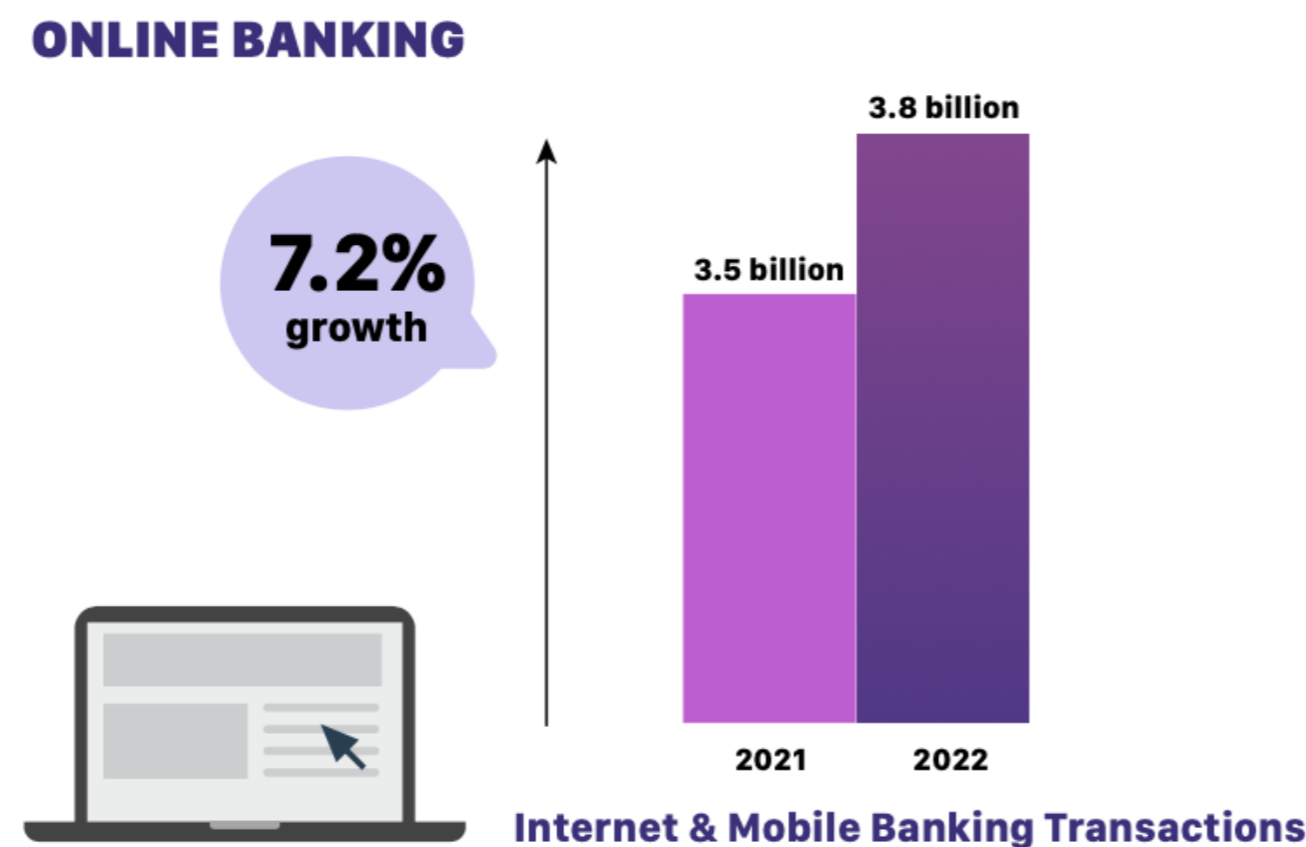 ONLINE BANKING
3.8 billion
7.2%
growth
3.5 billion
2021 2022
Internet & Mobile Banking Transactions